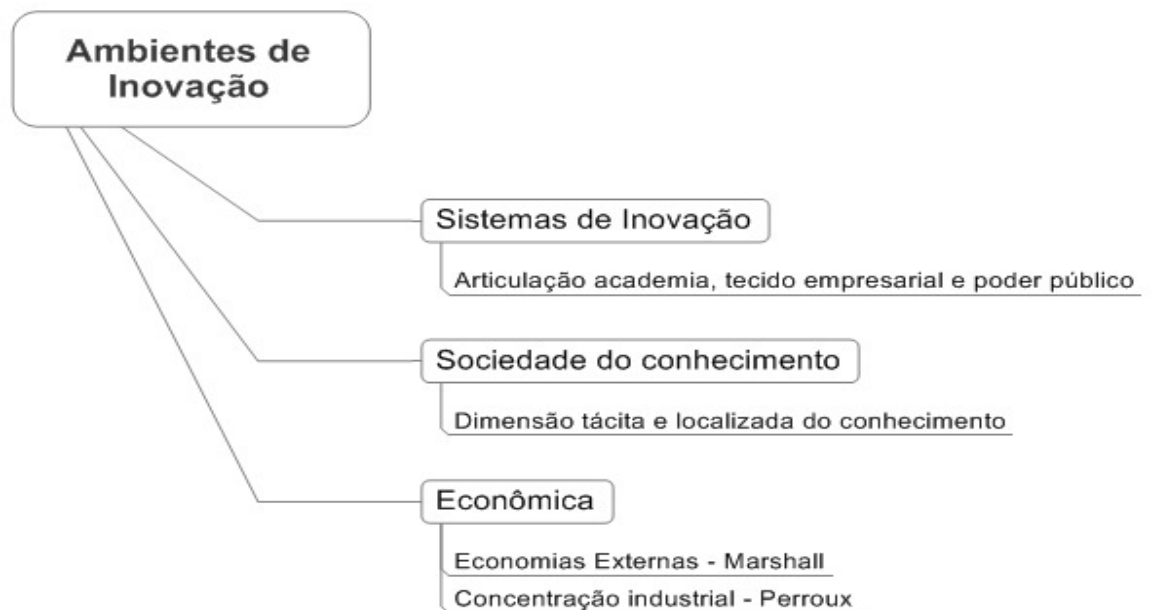 Ambientes de
Inovação
Sistemas de Inovação
Articulação academia, tecido empresarial e poder público
Sociedade do conhecimento
Dimensão tácita e localizada do conhecimento
Econômica
Economias Externas - Marshall
Concentração industrial - Perroux